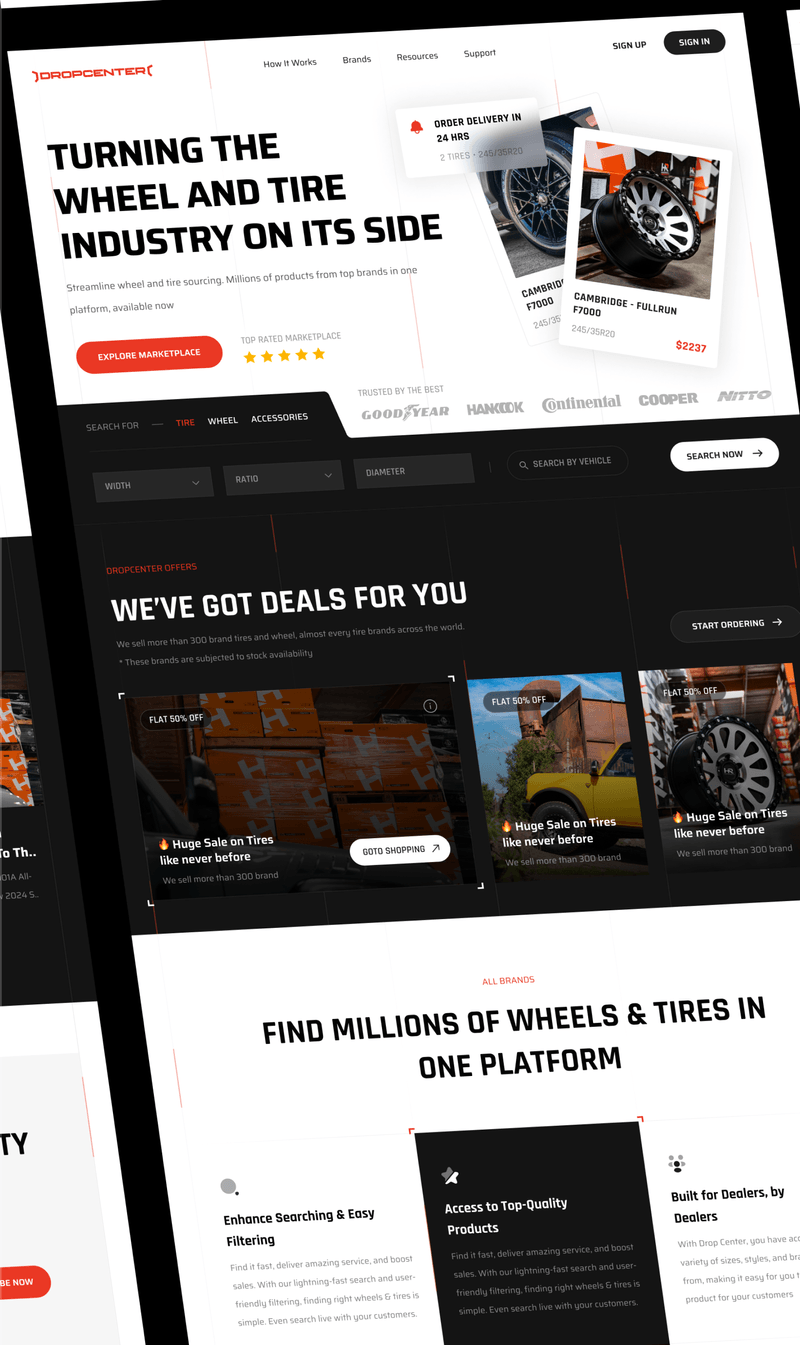 DROPCENTER
How It Works
Brands
Resources
Support
SIGN UP
SIGN IN
TURNING THE
WHEEL AND TIRE
INDUSTRY ON ITS SIDE
Streamline wheel and tire sourcing. Millions of products from top brands in one
platform, available now
EXPLORE MARKETPLACE
TOP RATED MARKETPLACE
ORDER DELIVERY IN
24 HRS
2 TIRES • 245/35R20
F7000
245/35
CAMBRIDGE - FULLRUN
F7000
245/35R20
$2237
TRUSTED BY THE BEST
GOODYEAR
HANKOOK
Continental
COOPER
NITTO
SEARCH FOR
TIRE
WHEEL
ACCESSORIES
WIDTH
RATIO
DIAMETER
SEARCH BY VEHICLE
SEARCH NOW
DROPCENTER OFFERS
WE'VE GOT DEALS FOR YOU
We sell more than 300 brand tires and wheel, almost every tire brands across the world.
* These brands are subjected to stock availability
START ORDERING
FLAT 50% OFF
🔥 Huge Sale on Tires
like never before
We sell more than 300 brand
GOTO SHOPPING
FLAT 50% OFF
🔥 Huge Sale on Tires
like never before
We sell more than 300 brand
FLAT 50% OFF
HR
🔥 Huge Sale on Tires
like never before
We sell more than 300 brand
To Th..
01A All-
w 2024 S..
ALL BRANDS
FIND MILLIONS OF WHEELS & TIRES IN
ONE PLATFORM
Enhance Searching & Easy
Filtering
Find it fast, deliver amazing service, and boost
sales. With our lightning-fast search and user-
friendly filtering, finding right wheels & tires is
simple. Even search live with your customers.
Access to Top-Quality
Products
Find it fast, deliver amazing service, and boost
sales. With our lightning-fast search and user-
friendly filtering, finding right wheels & tires is
simple. Even search live with your customers.
Built for Dealers, by
Dealers
With Drop Center, you have
variety of sizes, styles, and
from, making it easy for you
product for your customers
TY
BE NOW